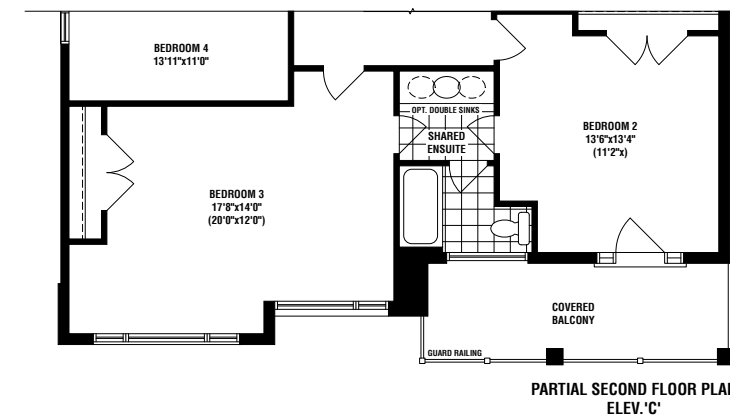 BEDROOM 4
13'11"x11'0"
OPT. DOUBLE SINKS
SHARED
ENSUITE
BEDROOM 2
13'6"x13'4"
(11'2"x)
BEDROOM 3
17'8"x14'0"
(20'0"x12'0")
COVERED
BALCONY
GUARD RAILING
PARTIAL SECOND FLOOR PLA
ELEV.'C'